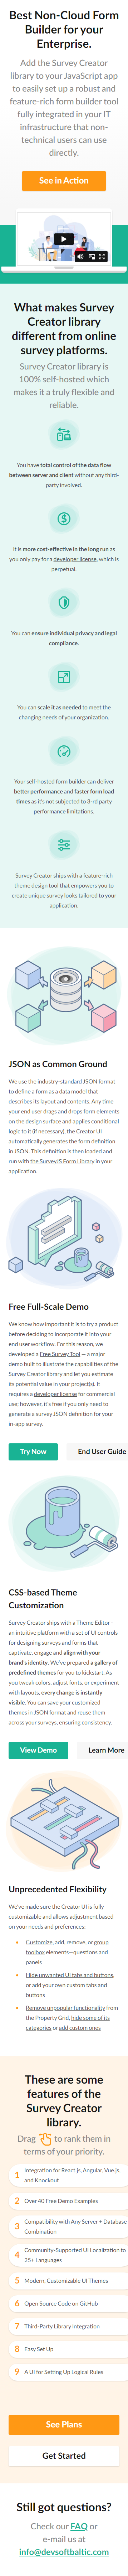 Best Non-Cloud Form
Builder for your
Enterprise.
Add the Survey Creator
library to your JavaScript app
to easily set up a robust and
feature-rich form builder tool
fully integrated in your IT
infrastructure that non-
technical users can use
directly.
See in Action
What makes Survey
Creator library
different from online
survey platforms.
Survey Creator library is
100% self-hosted which
makes it a truly flexible and
reliable.
You have total control of the data flow
between server and client without any third-
party involved.
It is more cost-effective in the long run as
you only pay for a developer license, which is
perpetual.
You can ensure individual privacy and legal
compliance.
You can scale it as needed to meet the
changing needs of your organization.
Your self-hosted form builder can deliver
better performance and faster form load
times as it's not subjected to 3-rd party
performance limitations.
Survey Creator ships with a feature-rich
theme design tool that empowers you to
create unique survey tools tailored to your
application.
JSON as Common Ground
We use the industry-standard JSON format
to define a form as a data model that
describes its layout and contents. Any time
your end user drags and drops form elements
on the design surface and applies conditional
logic to it (if necessary), the Creator UI
automatically generates the form definition
in JSON. This definition is then loaded and
run with the SurveyJS Form Library in your
application.
Free Full-Scale Demo
We know how important it is to try a product
before deciding to incorporate it into your
end user workflow. For this reason, we
developed a Free Survey Tool — a major
demo built to illustrate the capabilities of the
Survey Creator library and let you estimate
its potential value in your project(s). It
requires a developer license for commercial
use; however, it's free if you only need to
generate a survey JSON definition for your
in-app survey.
Try Now
End User Guide
CSS-based Theme
Customization
Survey Creator ships with a Theme Editor -
an intuitive platform with a set of UI controls
for designing surveys and forms that
captivate, engage and align with your
brand's identity. We've prepared a gallery of
predefined themes for you to kickstart. As
you tweak colors, adjust fonts, or experiment
with layouts, every change is instantly
visible. You can save your customized
themes in JSON format and reuse them
across your surveys, ensuring consistency.
View Demo
Learn More
Unprecedented Flexibility
We've made sure the Creator UI is fully
customizable and allows adjustment based
on your needs and preferences:
Customize, add, remove, or group
toolbox elements—questions and
panels
Hide unwanted UI tabs and buttons,
or add your own custom tabs and
buttons
Remove unpopular functionality from
the Property Grid, hide some of its
categories or add custom ones
These are some
features of the
Survey Creator
library.
Drag to rank them in
terms of your priority.
1 Integration for React.js, Angular, Vue.js,
and Knockout
2 Over 40 Free Demo Examples
3 Compatibility with Any Server + Database
Combination
4 Community-Supported UI Localization to
25+ Languages
5 Modern, Customizable UI Themes
6 Open Source Code on GitHub
7 Third-Party Library Integration
8 Easy Set Up
9 A UI for Setting Up Logical Rules
See Plans
Get Started
Still got questions?
Check our FAQ or
e-mail us at
info@devsoftbaltic.com